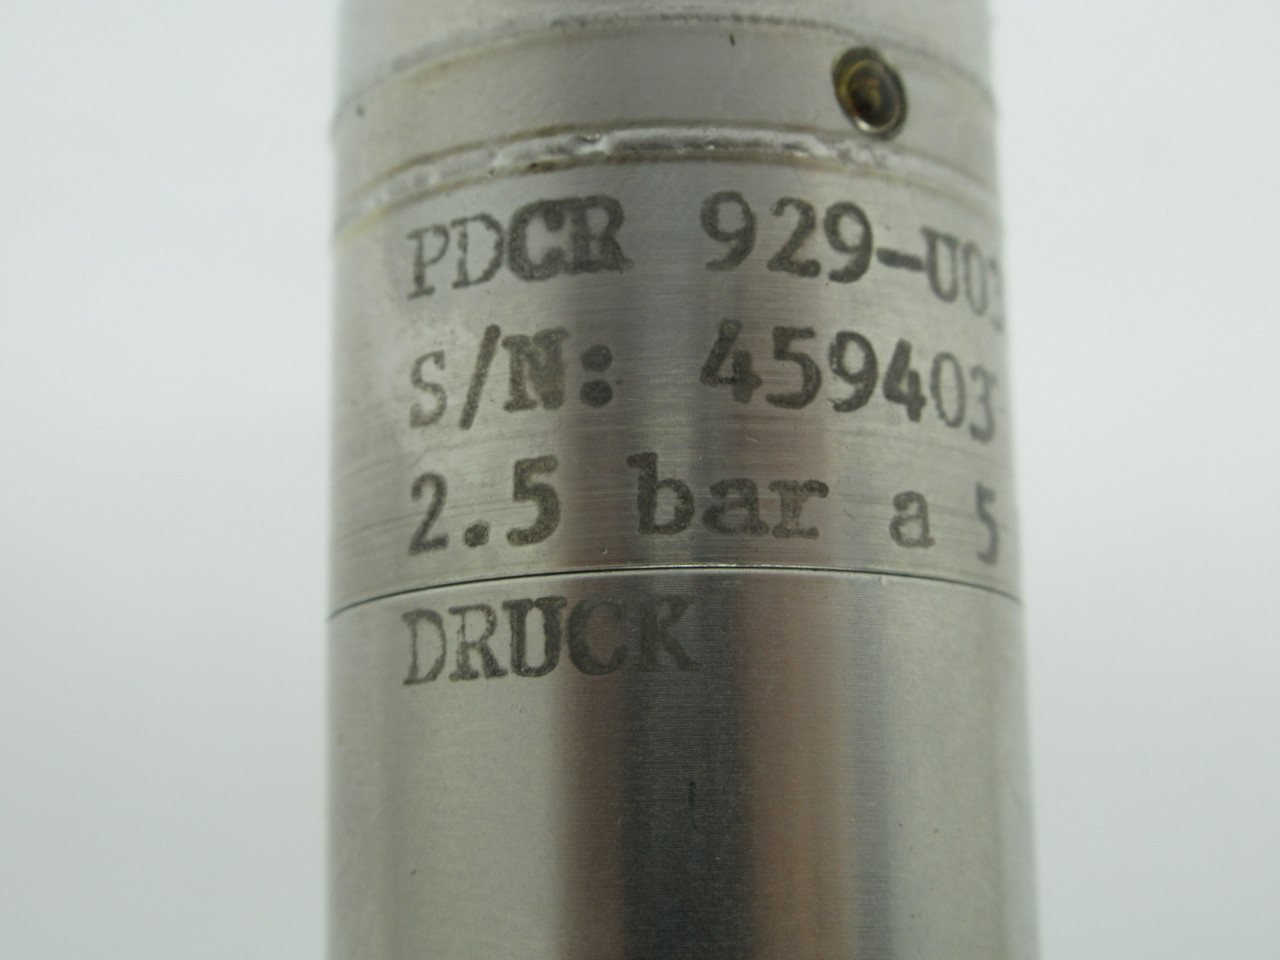 PDCR 929-U0
S/N: 459403
2.5 bar a 5
DRUCK